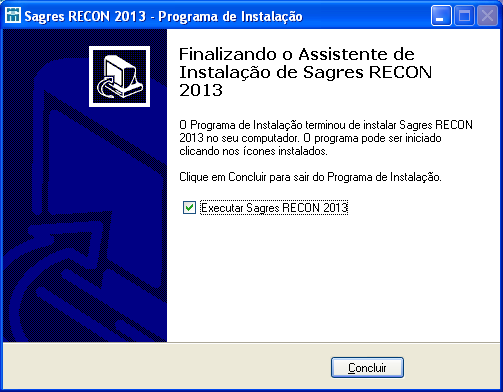 Sagres RECON 2013 - Programa de Instalação
Finalizando o Assistente de
Instalação de Sagres RECON
2013
O Programa de Instalação terminou de instalar Sagres RECON
2013 no seu computador. O programa pode ser iniciado
clicando nos ícones instalados.
Clique em Concluir para sair do Programa de Instalação.
Executar Sagres RECON 2013
Concluir